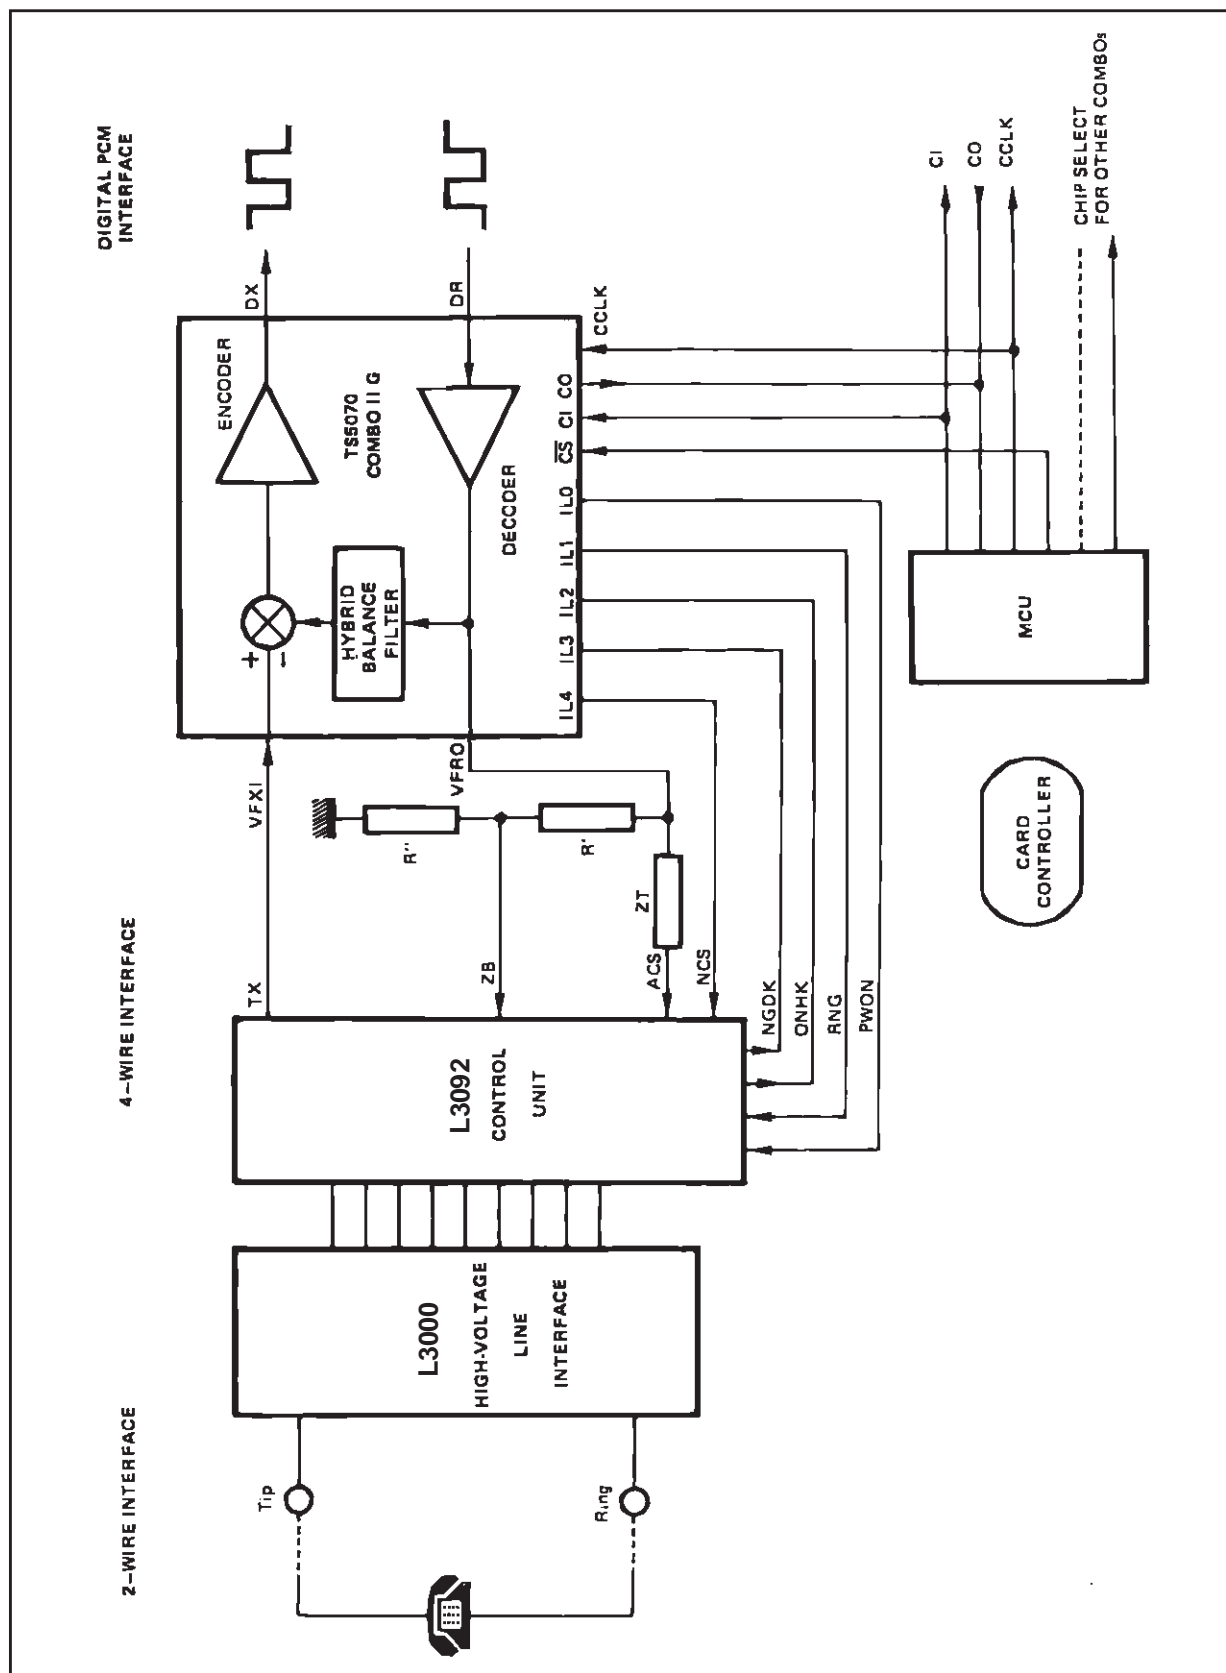 2-WIRE INTERFACE
4-WIRE INTERFACE
DIGITAL PCM
INTERFACE
Tip
Ring
L3000
HIGH-VOLTAGE
LINE
INTERFACE
L3092
CONTROL
UNIT
TX
VFXI
ZB
R''
R'
ZT
ACS
NCS
VFRO
NGDK
ONHK
RNG
PWON
+
-
ENCODER
TS5070
COMBO II G
HYBRID
BALANCE
FILTER
DECODER
DX
DR
IL4
IL3
IL2
IL1
IL0
CS
CI
CO
CCLK
CARD
CONTROLLER
MCU
CI
CO
CCLK
CHIP SELECT
FOR OTHER COMBOs